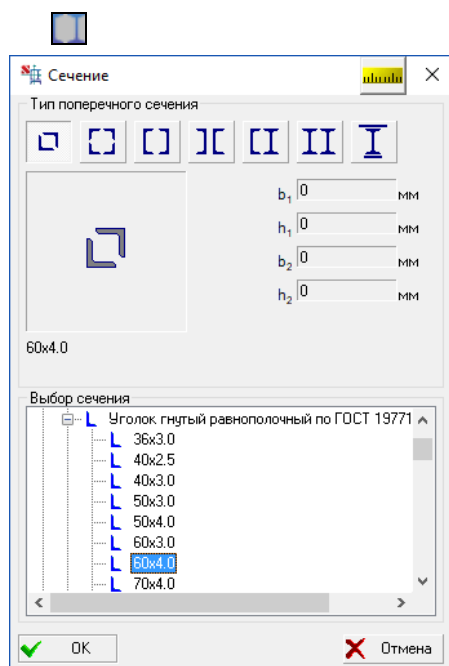 Сечение
Тип поперечного сечения
b₁ 0 мм
h₁ 0 мм
b₂ 0 мм
h₂ 0 мм
60x4.0
Выбор сечения
Уголок гнутый равнополочный по ГОСТ 19771
36x3.0
40x2.5
40x3.0
50x3.0
50x4.0
60x3.0
60x4.0
70x4.0
OK
Отмена